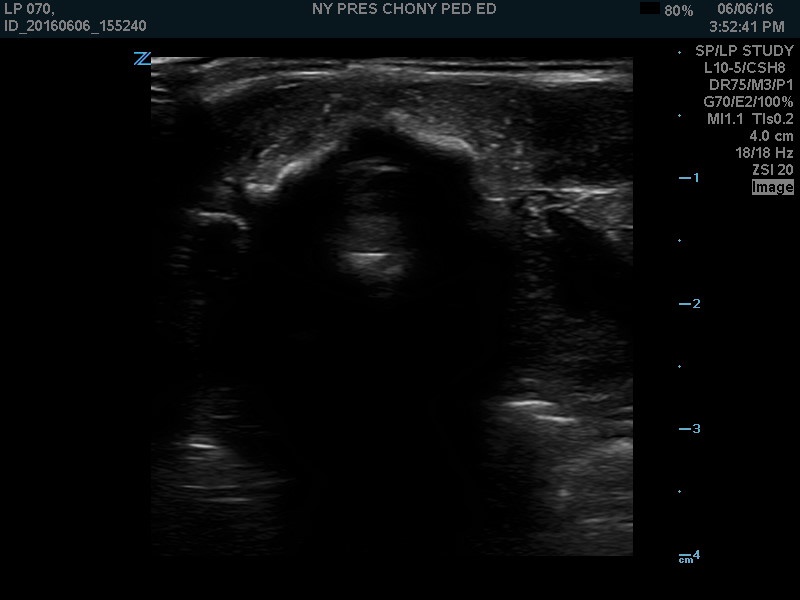 LP 070,
ID_20160606_155240
NY PRES CHONY PED ED
80%
06/06/16
3:52:41 PM
SP/LP STUDY
L10-5/CSH8
DR75/M3/P1
G70/E2/100%
MI1.1 TIs0.2
4.0 cm
18/18 Hz
ZSI 20
Image
Z
1
2
3
4
cm